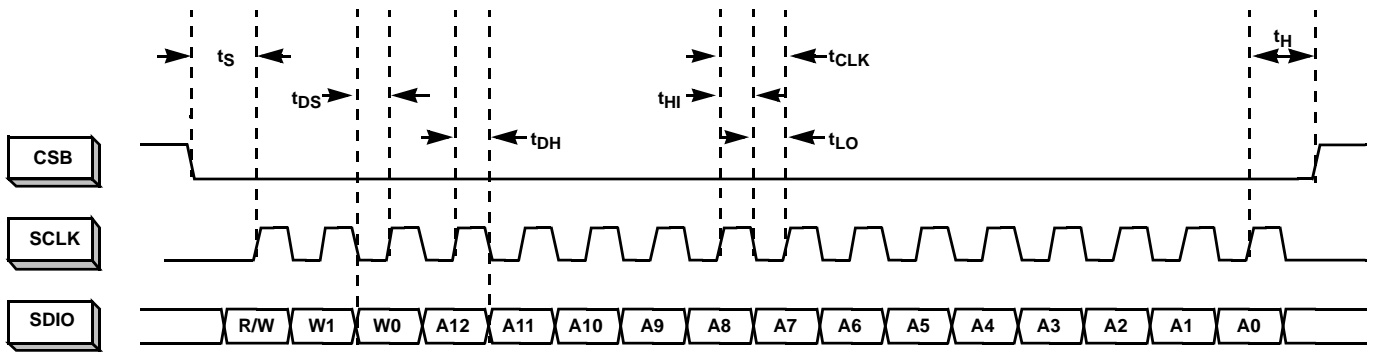 tS
tH
tCLK
tDS
tHI
tDH
tLO
CSB
SCLK
SDIO
R/W W1 W0 A12 A11 A10 A9 A8 A7 A6 A5 A4 A3 A2 A1 A0